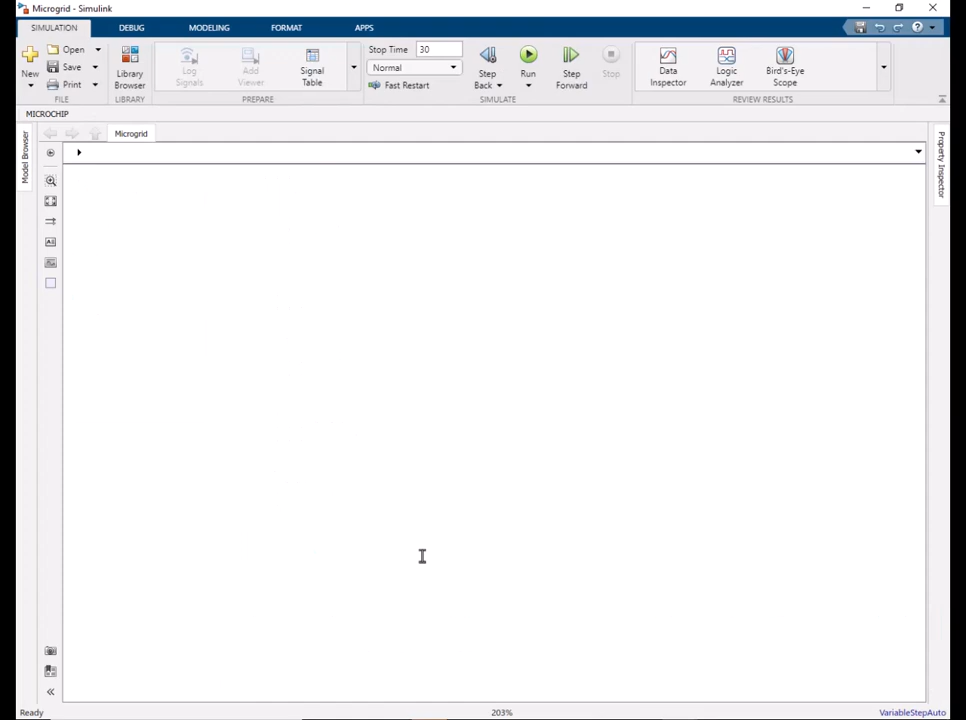 Microgrid - Simulink
SIMULATION DEBUG MODELING FORMAT APPS
New
Open
Save
Print
FILE
Library Browser
LIBRARY
Log Signals
Add Viewer
Signal Table
PREPARE
Stop Time 30
Normal
Fast Restart
Step Back
Run
Step Forward
Stop
SIMULATE
Data Inspector
Logic Analyzer
Bird's-Eye Scope
REVIEW RESULTS
MICROCHIP
Model Browser
Microgrid
Property Inspector
Ready 203% VariableStepAuto